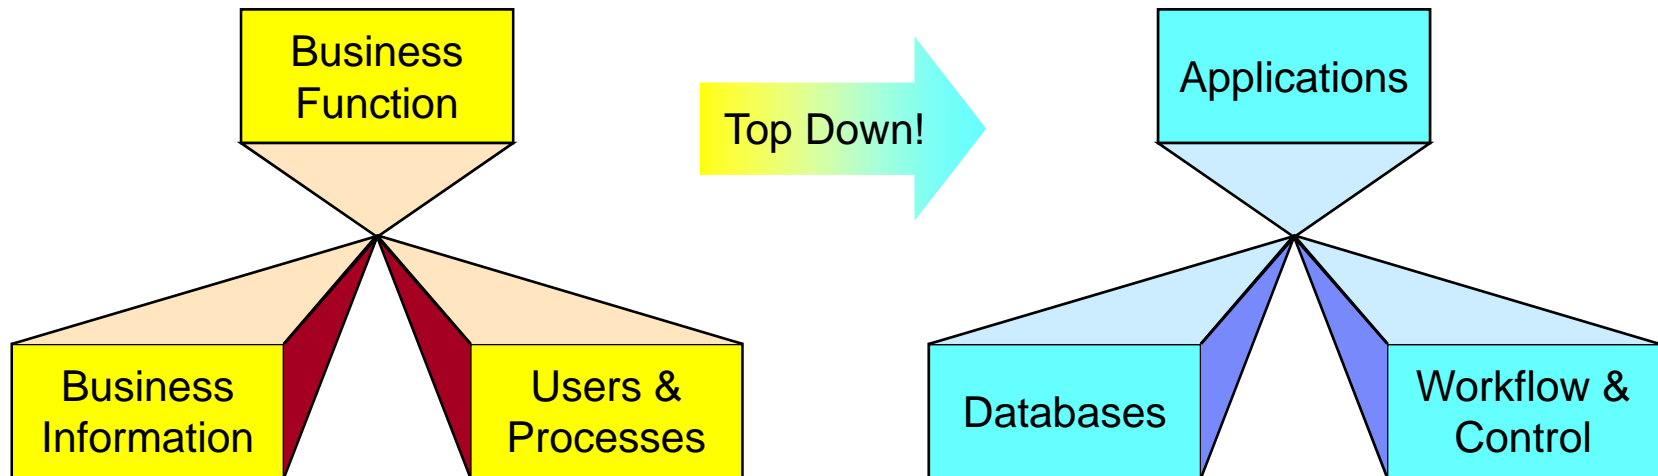 Business
Function
Top Down!
Applications
Business
Information
Users &
Processes
Databases
Workflow &
Control